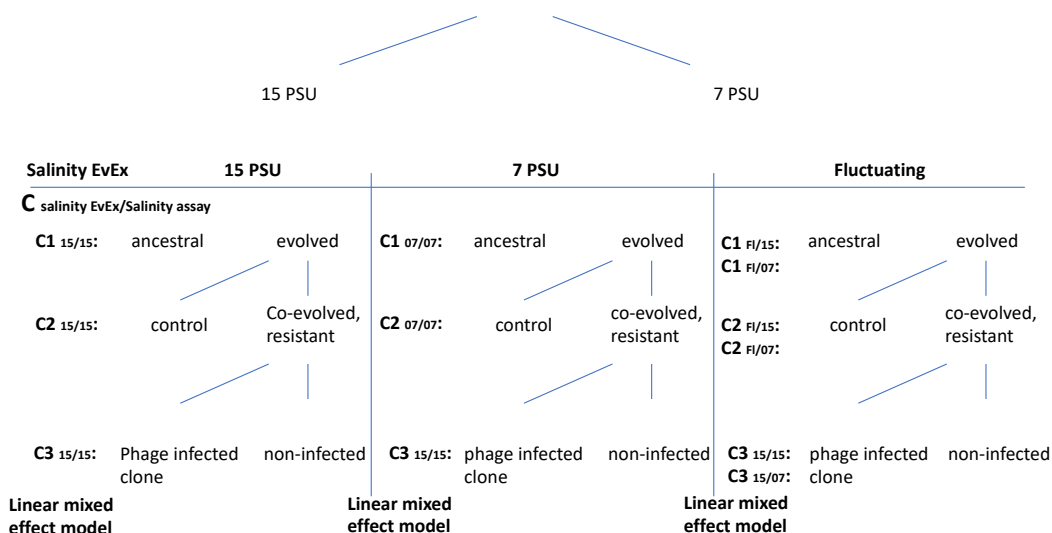 15 PSU 7 PSU
Salinity EvEx 15 PSU 7 PSU Fluctuating
C salinity EvEx/Salinity assay
C1 15/15: ancestral evolved C1 07/07: ancestral evolved C1 Fl/15: ancestral evolved
C1 Fl/07:
C2 15/15: control Co-evolved, resistant C2 07/07: control co-evolved, resistant C2 Fl/15: control co-evolved, resistant
C2 Fl/07:
C3 15/15: Phage infected clone non-infected C3 15/15: phage infected clone non-infected C3 15/15: phage infected clone non-infected
C3 15/07:
Linear mixed effect model Linear mixed effect model Linear mixed effect model